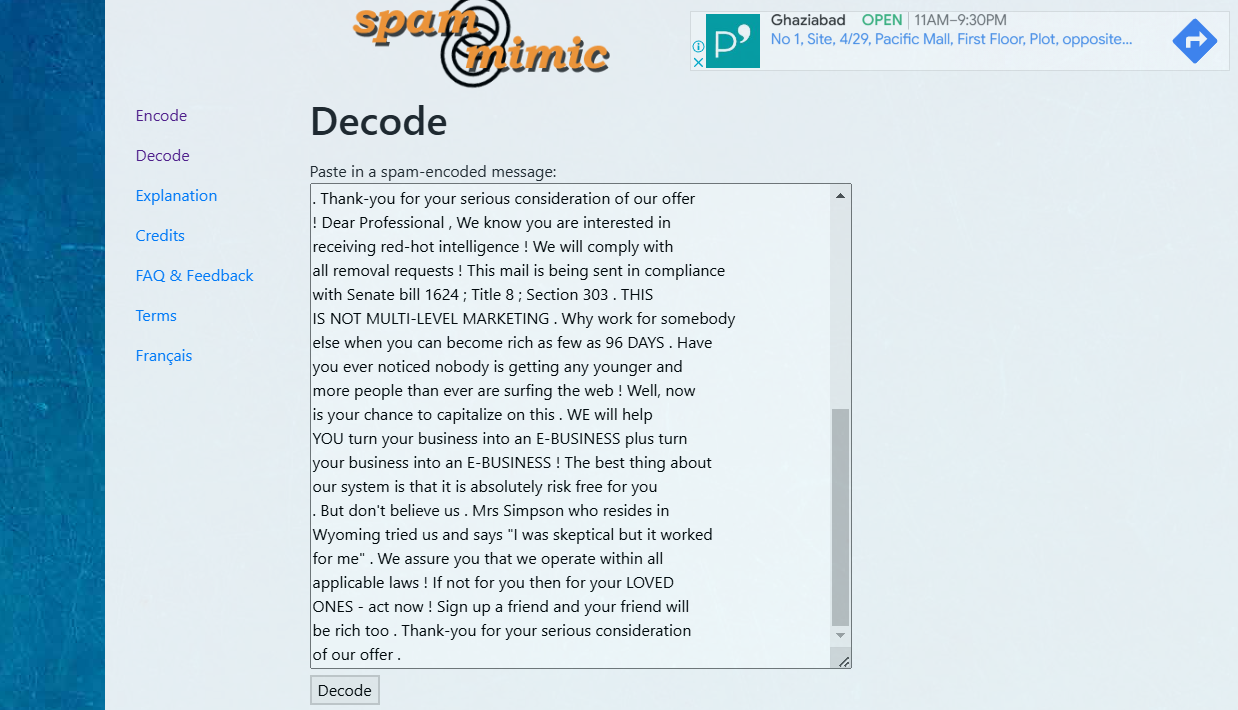 spam
mimic
Ghaziabad OPEN 11AM–9:30PM
No 1, Site, 4/29, Pacific Mall, First Floor, Plot, opposite...
Encode
Decode
Explanation
Credits
FAQ & Feedback
Terms
Français
Decode
Paste in a spam-encoded message:
. Thank-you for your serious consideration of our offer
! Dear Professional , We know you are interested in
receiving red-hot intelligence ! We will comply with
all removal requests ! This mail is being sent in compliance
with Senate bill 1624 ; Title 8 ; Section 303 . THIS
IS NOT MULTI-LEVEL MARKETING . Why work for somebody
else when you can become rich as few as 96 DAYS . Have
you ever noticed nobody is getting any younger and
more people than ever are surfing the web ! Well, now
is your chance to capitalize on this . WE will help
YOU turn your business into an E-BUSINESS plus turn
your business into an E-BUSINESS ! The best thing about
our system is that it is absolutely risk free for you
. But don't believe us . Mrs Simpson who resides in
Wyoming tried us and says "I was skeptical but it worked
for me" . We assure you that we operate within all
applicable laws ! If not for you then for your LOVED
ONES - act now ! Sign up a friend and your friend will
be rich too . Thank-you for your serious consideration
of our offer .
Decode